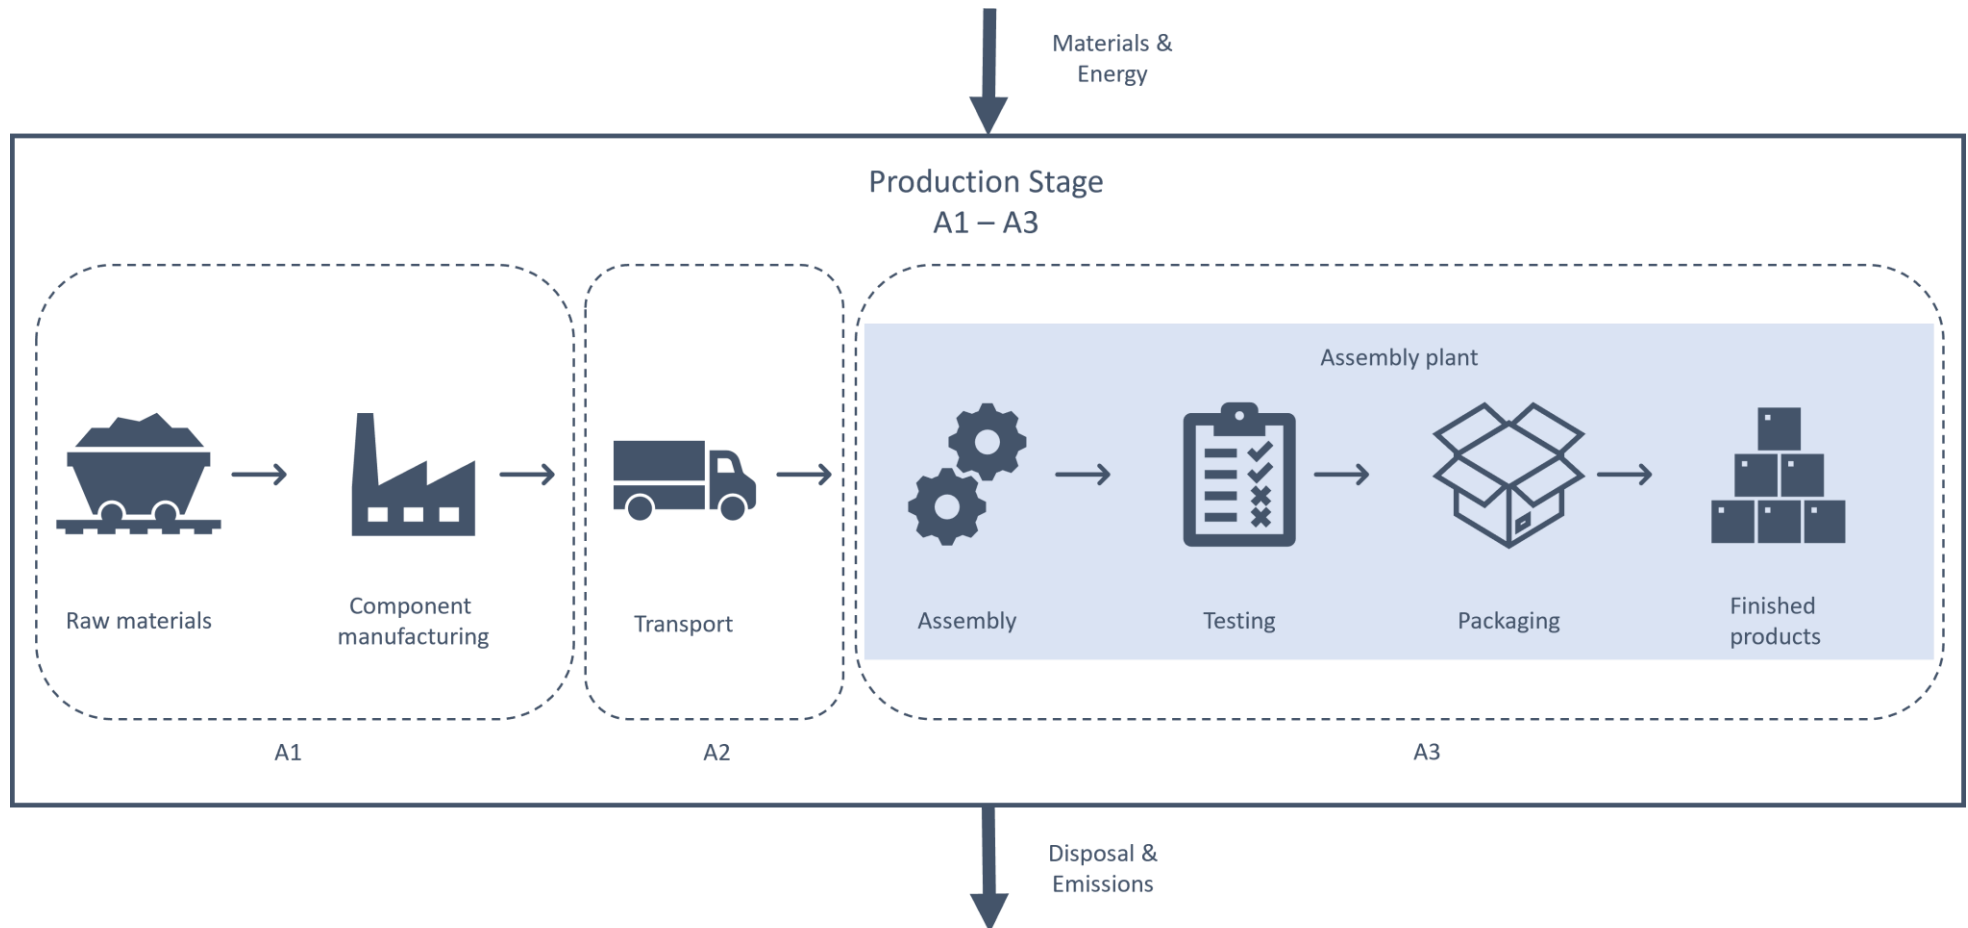 Materials &
Energy
Production Stage
A1 – A3
Assembly plant
Raw materials
Component
manufacturing
Transport
Assembly
Testing
Packaging
Finished
products
A1
A2
A3
Disposal &
Emissions